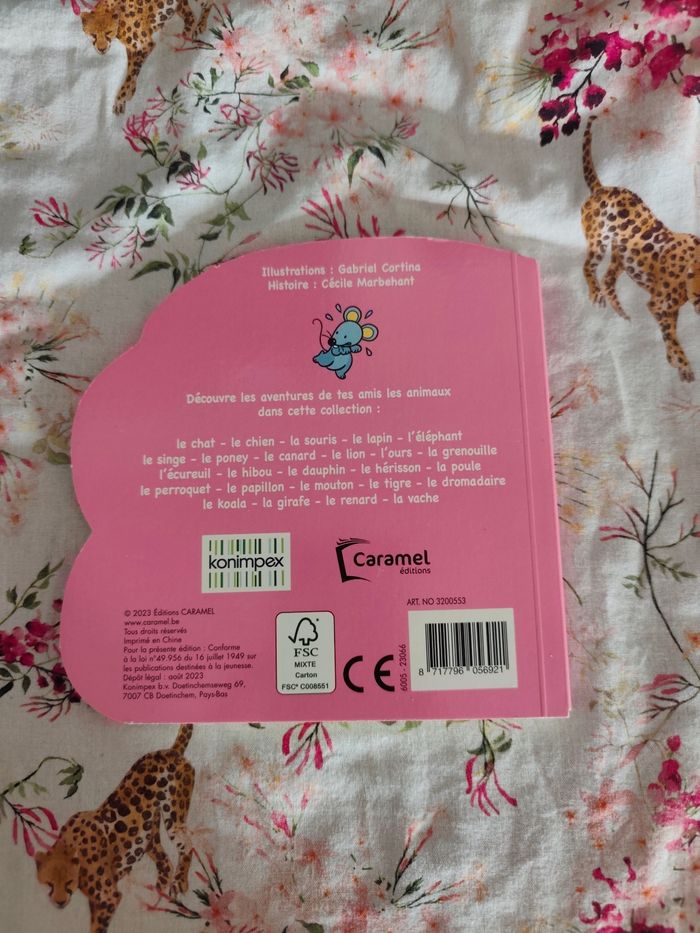 Illustrations : Gabriel Cortina
Histoire : Cécile Marbehant
Découvre les aventures de tes amis les animaux
dans cette collection :
le chat - le chien - la souris - le lapin - l'éléphant
le singe - le poney - le canard - le lion - l'ours - la grenouille
l'écureuil - le hibou - le dauphin - le hérisson - la poule
le perroquet - le papillon - le mouton - le tigre - le dromadaire
le koala - la girafe - le renard - la vache
konimpex
Caramel
éditions
© 2023 Éditions CARAMEL
www.caramel.be
Tous droits réservés
Imprimé en Chine
Pour la présente édition : Conforme
à la loi n°49.956 du 16 juillet 1949 sur
les publications destinées à la jeunesse.
Dépôt légal : août 2023
Konimpex b.v. Doetinchemseweg 69,
7007 CB Doetinchem, Pays-Bas
FSC
MIXTE
Carton
FSC® C008551
CE
6005 - 23066
ART. NO 3200553
8 717796 056921